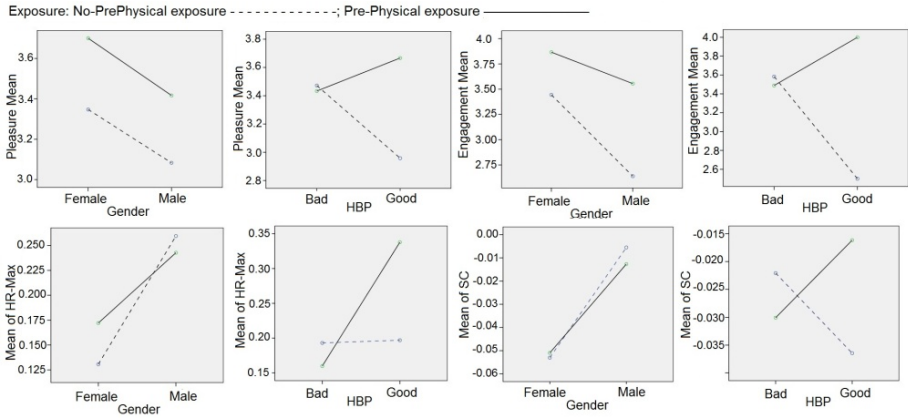 Exposure: No-PrePhysical exposure - - - - - - - - - - - - - -; Pre-Physical exposure ——————
Pleasure Mean
3.6
3.4
3.2
3.0
Female Male
Gender
Pleasure Mean
3.8
3.6
3.4
3.2
3.0
2.8
Bad Good
HBP
Engagement Mean
4.00
3.75
3.50
3.25
3.00
2.75
Female Male
Gender
Engagement Mean
4.0
3.8
3.6
3.4
3.2
3.0
2.8
2.6
Bad Good
HBP
Mean of HR-Max
0.250
0.225
0.200
0.175
0.150
0.125
Female Male
Gender
Mean of HR-Max
0.35
0.30
0.25
0.20
0.15
Bad Good
HBP
Mean of SC
0.00
-0.01
-0.02
-0.03
-0.04
-0.05
-0.06
Female Male
Gender
Mean of SC
-0.015
-0.020
-0.030
-0.035
Bad Good
HBP